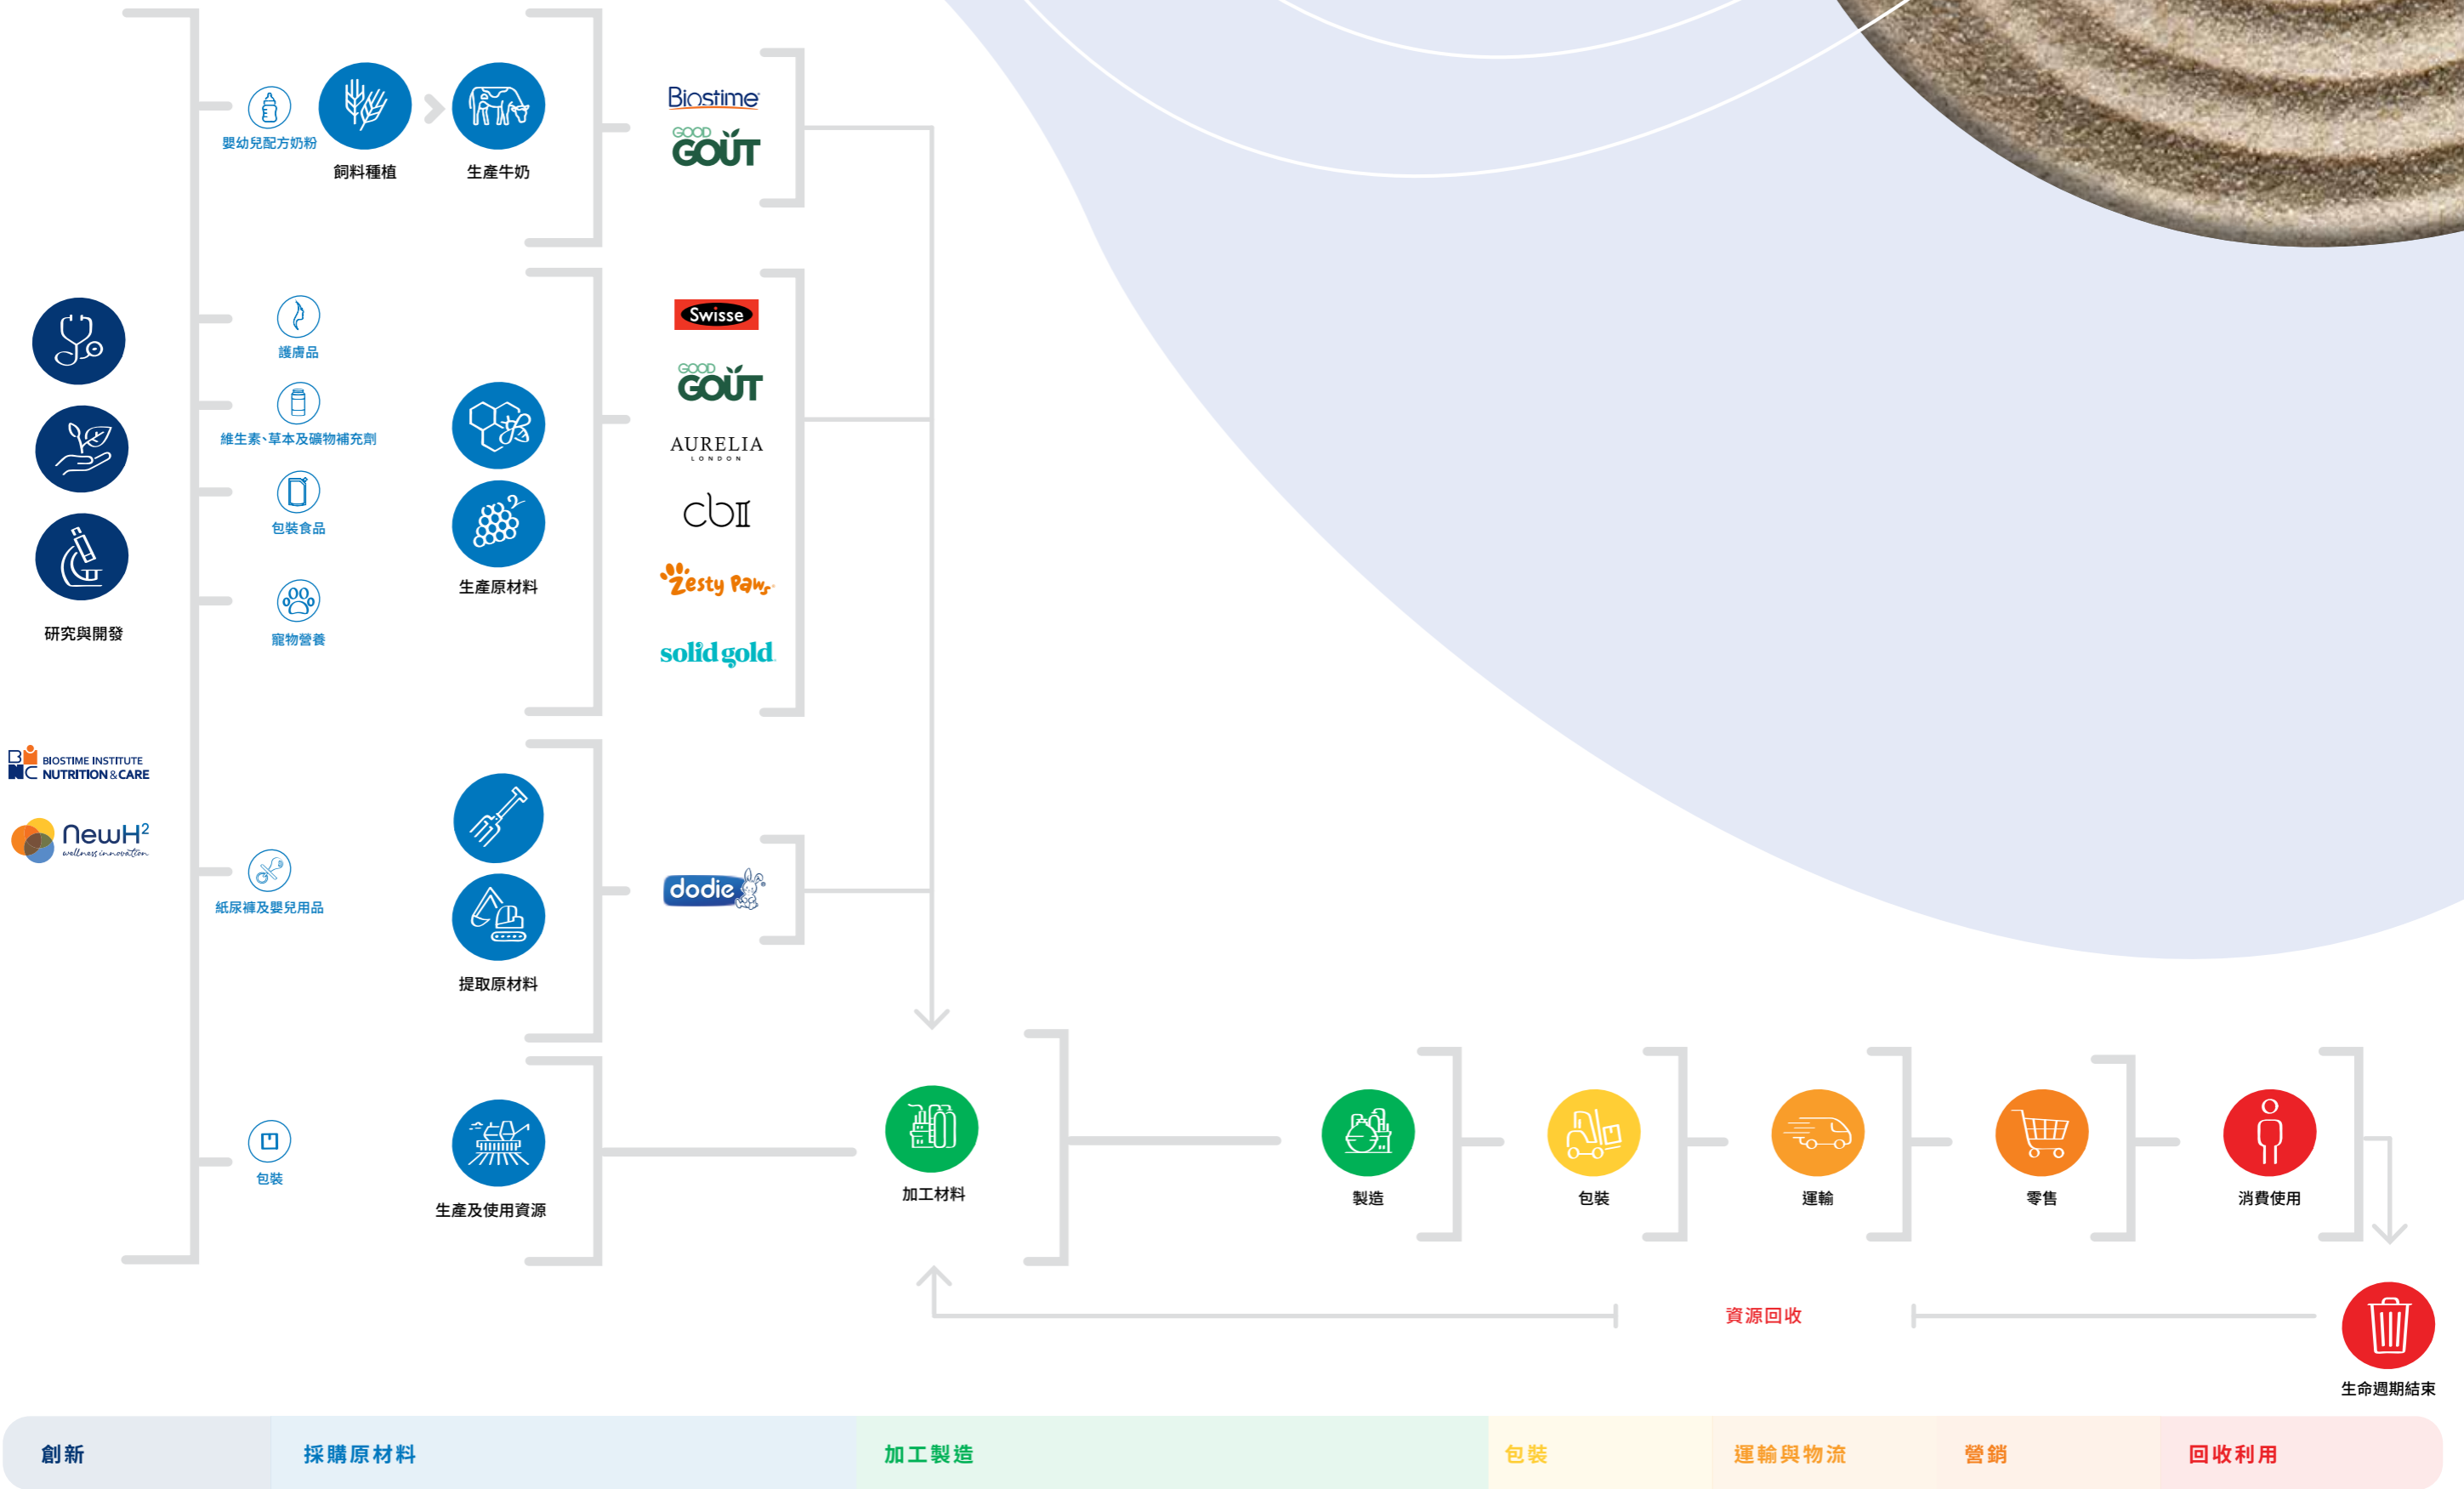 研究與開發
BINC BIOSTIME INSTITUTE
NUTRITION & CARE
NewH²
wellness innovation
嬰幼兒配方奶粉
護膚品
維生素、草本及礦物補充劑
包裝食品
寵物營養
紙尿褲及嬰兒用品
包裝
飼料種植
生產牛奶
生產原材料
提取原材料
生產及使用資源
Biostime
GOOD
GOÛT
Swisse
GOOD
GOÛT
AURELIA
LONDON
cbII
Zesty Paws
solid gold
dodie
加工材料
製造
包裝
運輸
零售
消費使用
資源回收
生命週期結束
創新
採購原材料
加工製造
包裝
運輸與物流
營銷
回收利用